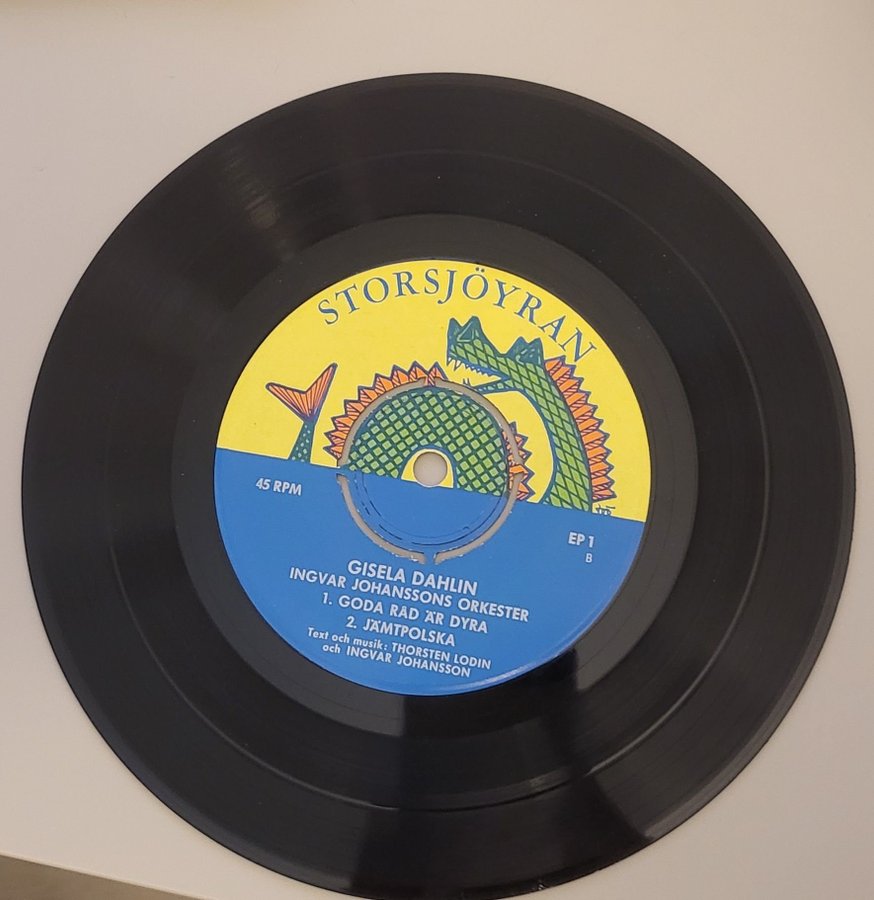 STORSJÖYRAN
45 RPM
EP 1
B
GISELA DAHLIN
INGVAR JOHANSSONS ORKESTER
1. GODA RÅD ÄR DYRA
2. JÄMTPOLSKA
Text och musik: THORSTEN LODIN
och INGVAR JOHANSSON